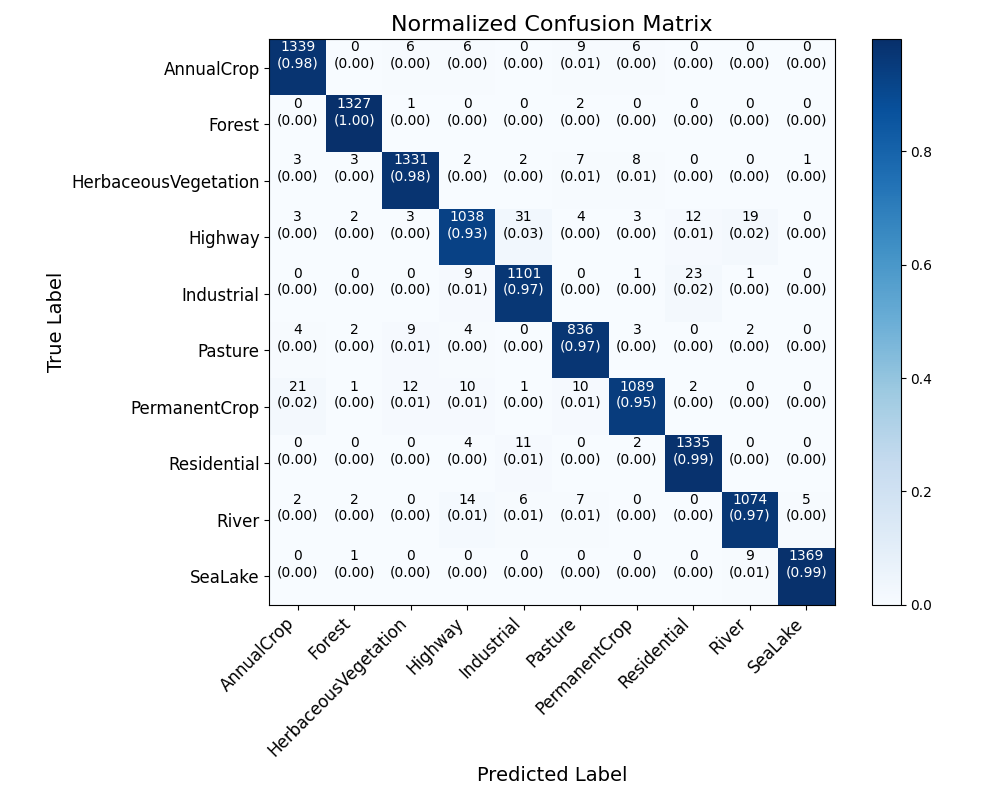 Normalized Confusion Matrix
True Label
AnnualCrop 1339 0 6 6 0 9 6 0 0 0
(0.98) (0.00) (0.00) (0.00) (0.00) (0.01) (0.00) (0.00) (0.00) (0.00)
Forest 0 1327 1 0 0 2 0 0 0 0
(0.00) (1.00) (0.00) (0.00) (0.00) (0.00) (0.00) (0.00) (0.00) (0.00)
HerbaceousVegetation 3 3 1331 2 2 7 8 0 0 1
(0.00) (0.00) (0.98) (0.00) (0.00) (0.01) (0.01) (0.00) (0.00) (0.00)
Highway 3 2 3 1038 31 4 3 12 19 0
(0.00) (0.00) (0.00) (0.93) (0.03) (0.00) (0.00) (0.01) (0.02) (0.00)
Industrial 0 0 0 9 1101 0 1 23 1 0
(0.00) (0.00) (0.00) (0.01) (0.97) (0.00) (0.00) (0.02) (0.00) (0.00)
Pasture 4 2 9 4 0 836 3 0 2 0
(0.00) (0.00) (0.01) (0.00) (0.00) (0.97) (0.00) (0.00) (0.00) (0.00)
PermanentCrop 21 1 12 10 1 10 1089 2 0 0
(0.02) (0.00) (0.01) (0.01) (0.00) (0.01) (0.95) (0.00) (0.00) (0.00)
Residential 0 0 0 4 11 0 2 1335 0 0
(0.00) (0.00) (0.00) (0.00) (0.01) (0.00) (0.00) (0.99) (0.00) (0.00)
River 2 2 0 14 6 7 0 0 1074 5
(0.00) (0.00) (0.00) (0.01) (0.01) (0.01) (0.00) (0.00) (0.97) (0.00)
SeaLake 0 1 0 0 0 0 0 0 9 1369
(0.00) (0.00) (0.00) (0.00) (0.00) (0.00) (0.00) (0.00) (0.01) (0.99)
AnnualCrop
Forest
HerbaceousVegetation
Highway
Industrial
Pasture
PermanentCrop
Residential
River
SeaLake
Predicted Label
0.8
0.6
0.4
0.2
0.0